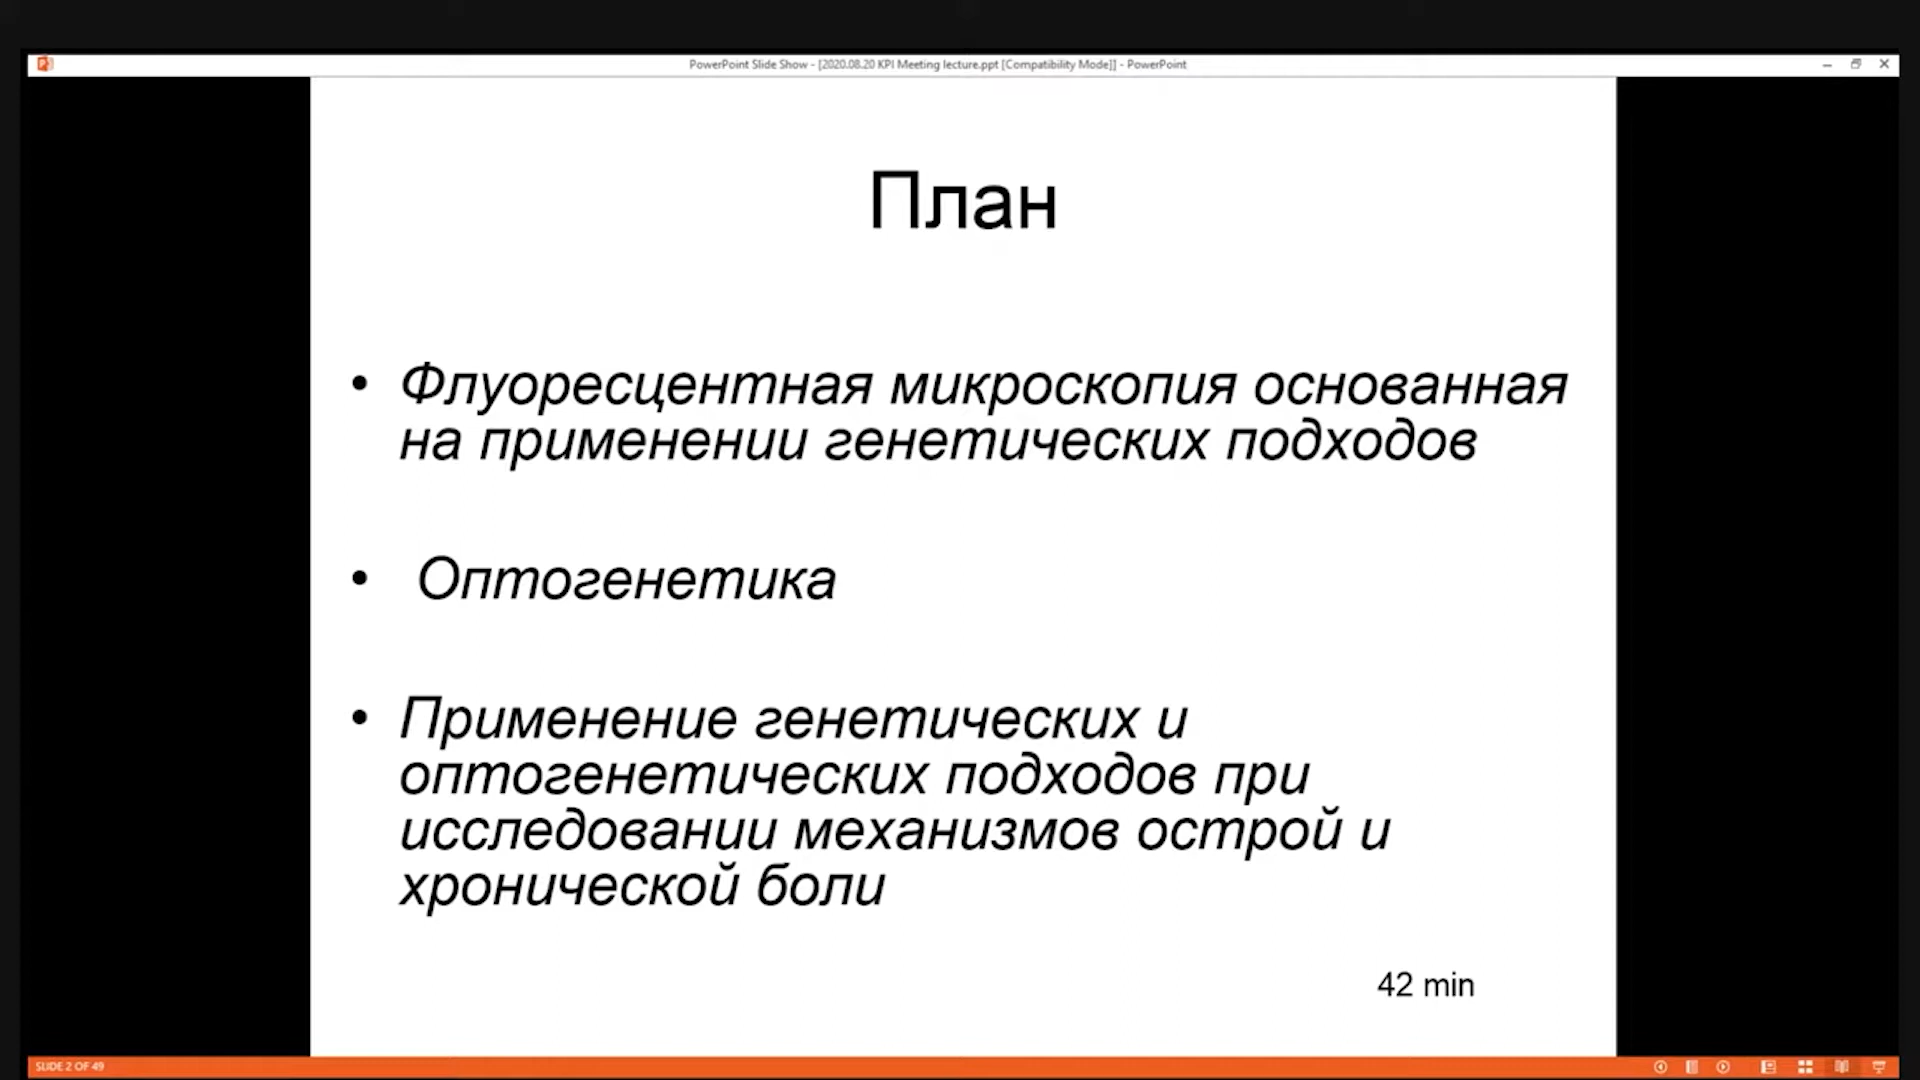 PowerPoint Slide Show - [2020.08.20 KPI Meeting lecture.ppt [Compatibility Mode]] - PowerPoint
План
• Флуоресцентная микроскопия основанная
на применении генетических подходов
• Оптогенетика
• Применение генетических и
оптогенетических подходов при
исследовании механизмов острой и
хронической боли
42 min
SLIDE 2 OF 49